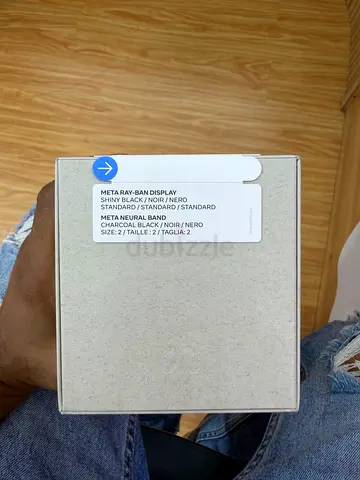 META RAY-BAN DISPLAY
SHINY BLACK / NOIR / NERO
STANDARD / STANDARD / STANDARD
META NEURAL BAND
CHARCOAL BLACK / NOIR / NERO
SIZE: 2 / TAILLE : 2 / TAGLIA: 2
dubizzle